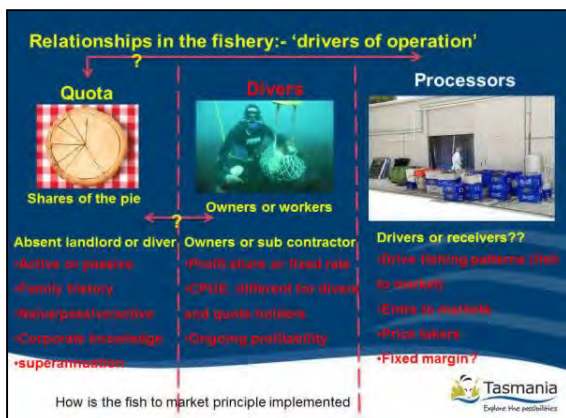 Relationships in the fishery:- ‘drivers of operation’
?
Quota
Shares of the pie
Divers
Owners or workers
Processors
?
Absent landlord or diver
•Active or passive
•Family history
•Naive/passive/active
•Corporate knowledge
•superannuation
Owners or sub contractor
•Profit share or fixed rate
•CPUE, different for divers
and quota holders
•Ongoing profitability
Drivers or receivers??
•Drive fishing patterns (fish
to market)
•Entry to markets
•Price takers
•Fixed margin?
How is the fish to market principle implemented
Tasmania
Explore the possibilities